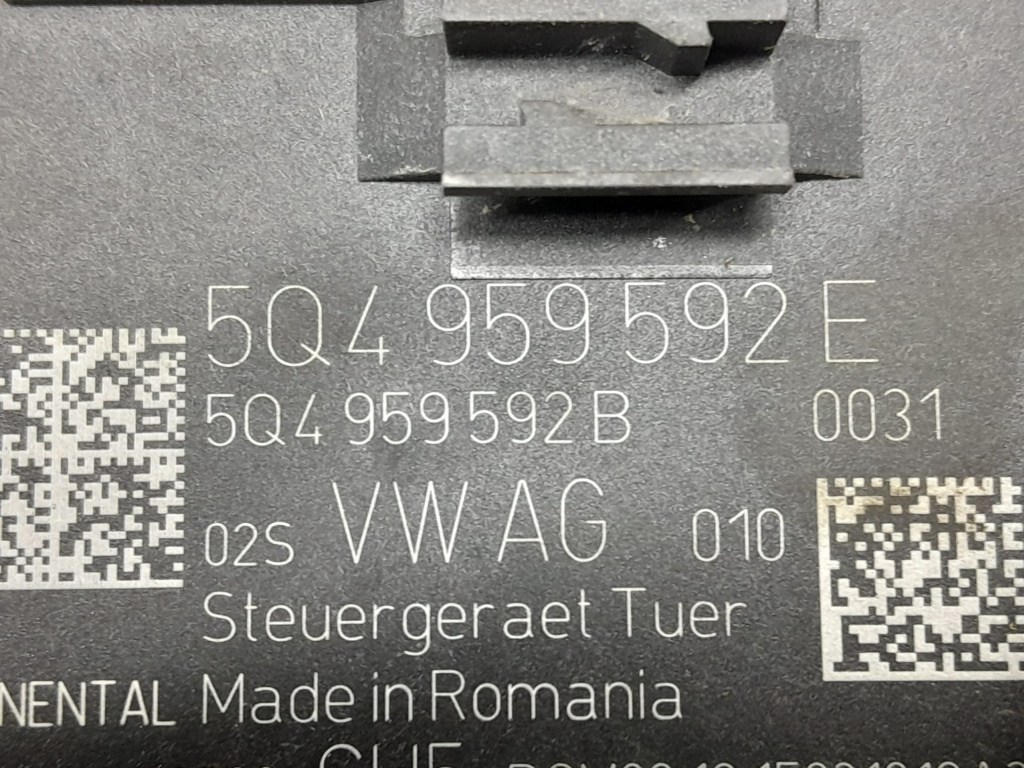 5Q4 959 592 E
5Q4 959 592 B 0031
02S VW AG 010
Steuergeraet Tuer
NENTAL Made in Romania